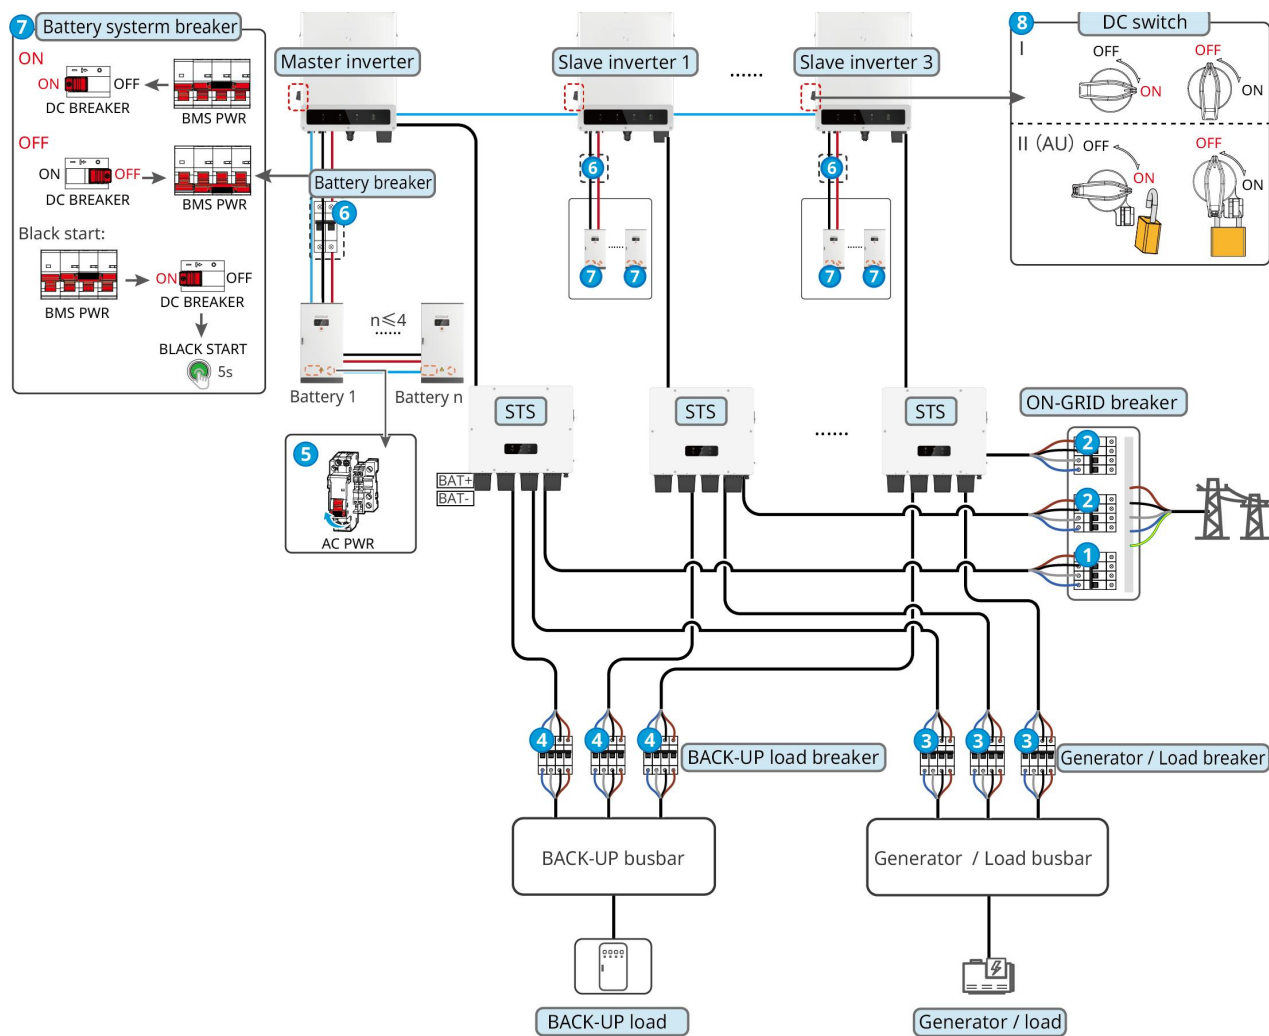 7 Battery systerm breaker
ON
ON OFF
DC BREAKER
BMS PWR
OFF
ON OFF
DC BREAKER
BMS PWR
Black start:
ON OFF
DC BREAKER
BMS PWR
BLACK START
5s
Master inverter
Slave inverter 1
......
Slave inverter 3
8 DC switch
I
OFF
ON
OFF
ON
II (AU)
OFF
ON
OFF
ON
Battery breaker
6
6
6
7 ...... 7
7 ...... 7
n≤4
......
Battery 1
Battery n
5
AC PWR
STS
STS
......
STS
BAT+
BAT-
ON-GRID breaker
2
2
1
4
4
4
BACK-UP load breaker
3
3
3
Generator / Load breaker
BACK-UP busbar
Generator / Load busbar
BACK-UP load
Generator / load